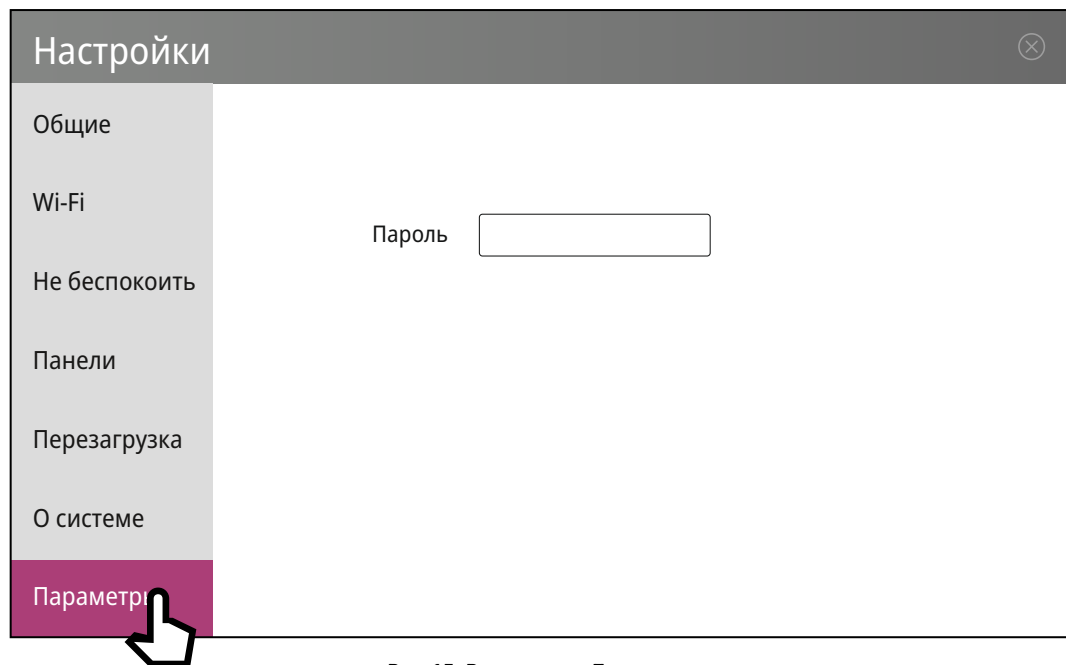 Настройки
Общие
Wi-Fi
Не беспокоить
Панели
Перезагрузка
О системе
Параметры
Пароль